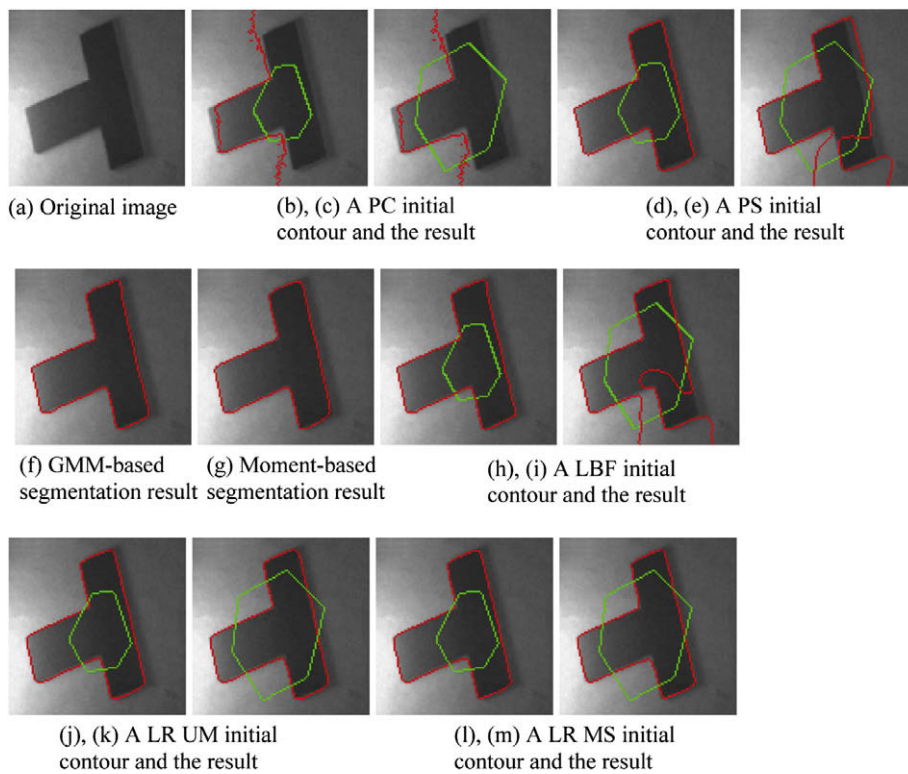 (a) Original image
(b), (c) A PC initial
contour and the result
(d), (e) A PS initial
contour and the result
(f) GMM-based
segmentation result
(g) Moment-based
segmentation result
(h), (i) A LBF initial
contour and the result
(j), (k) A LR UM initial
contour and the result
(l), (m) A LR MS initial
contour and the result